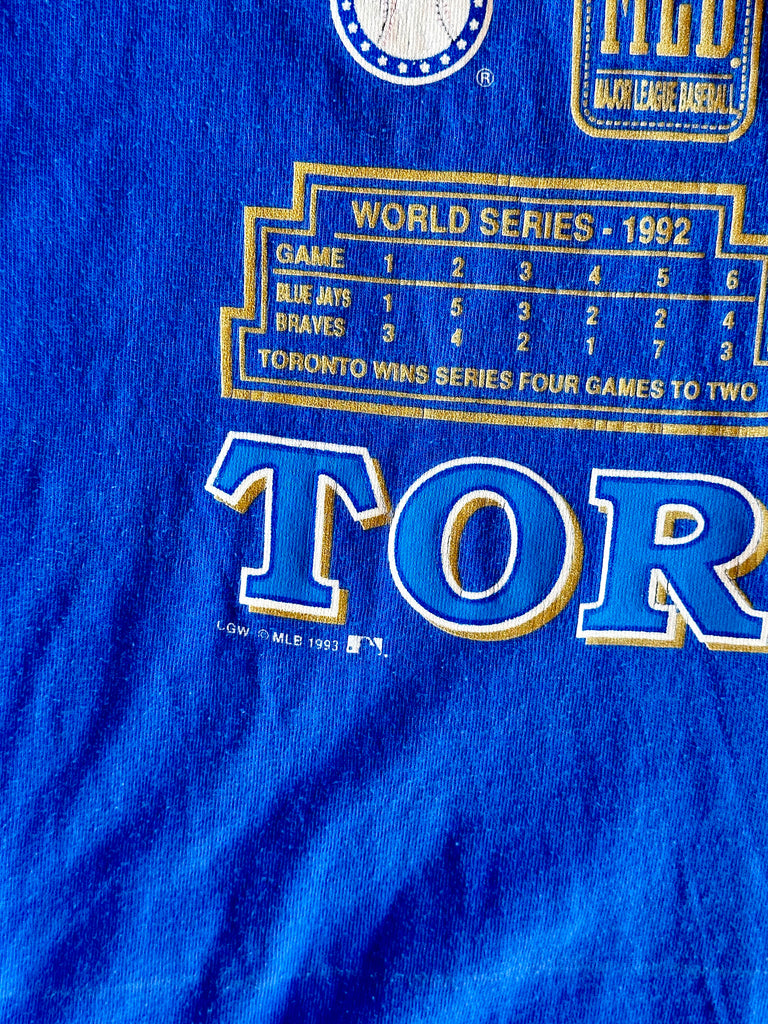 ®
MLB.
MAJOR LEAGUE BASEBALL
WORLD SERIES - 1992
GAME 1 2 3 4 5 6
BLUE JAYS 1 5 3 2 2 4
BRAVES 3 4 2 1 7 3
TORONTO WINS SERIES FOUR GAMES TO TWO
TOR
LGW © MLB 1993